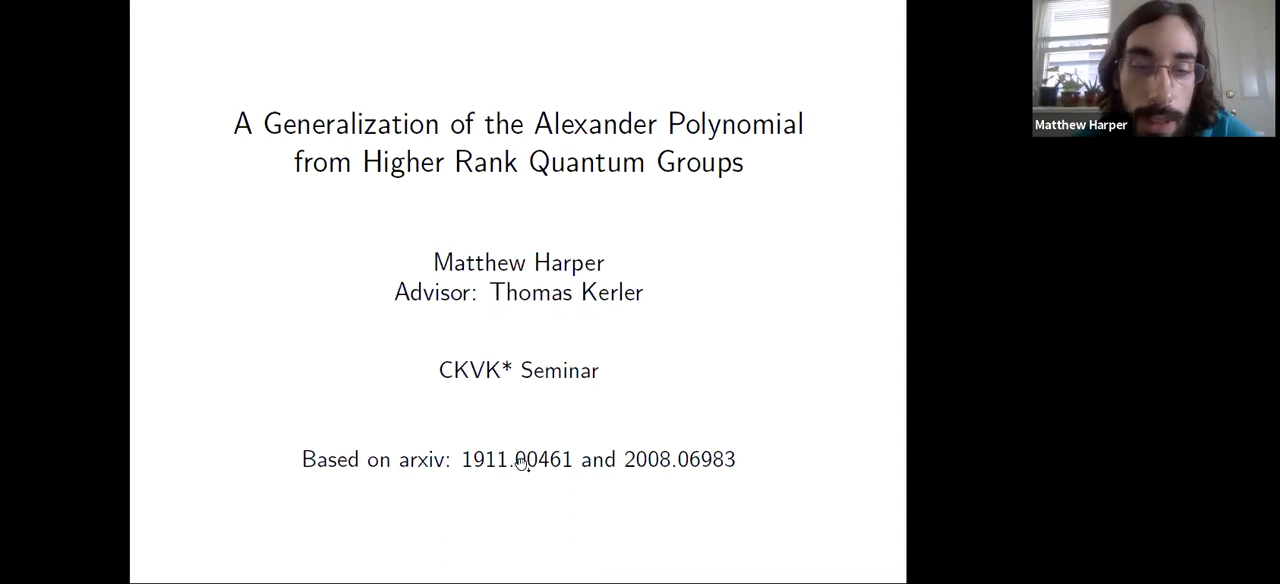 A Generalization of the Alexander Polynomial
from Higher Rank Quantum Groups
Matthew Harper
Advisor: Thomas Kerler
CKVK* Seminar
Based on arxiv: 1911.00461 and 2008.06983
Matthew Harper